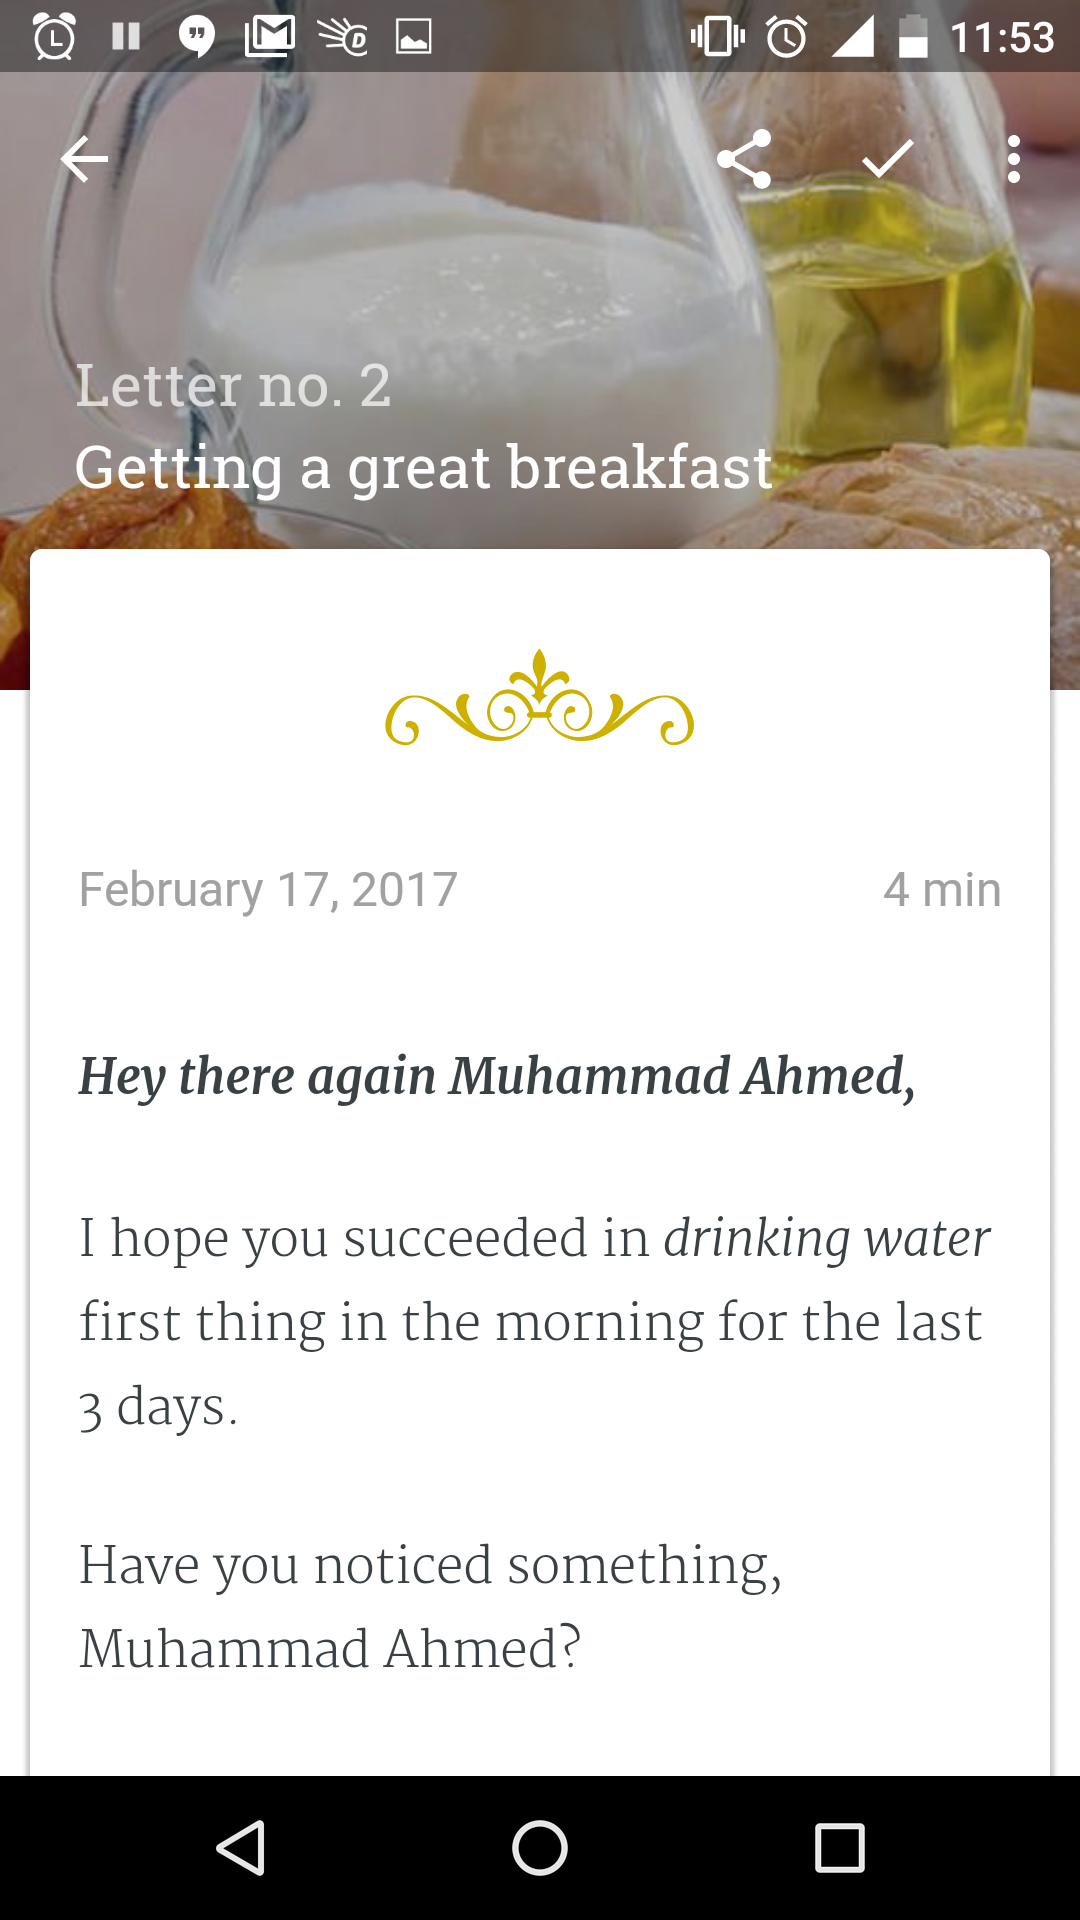 11:53
Letter no. 2
Getting a great breakfast
February 17, 2017 4 min
Hey there again Muhammad Ahmed,
I hope you succeeded in drinking water
first thing in the morning for the last
3 days.
Have you noticed something,
Muhammad Ahmed?